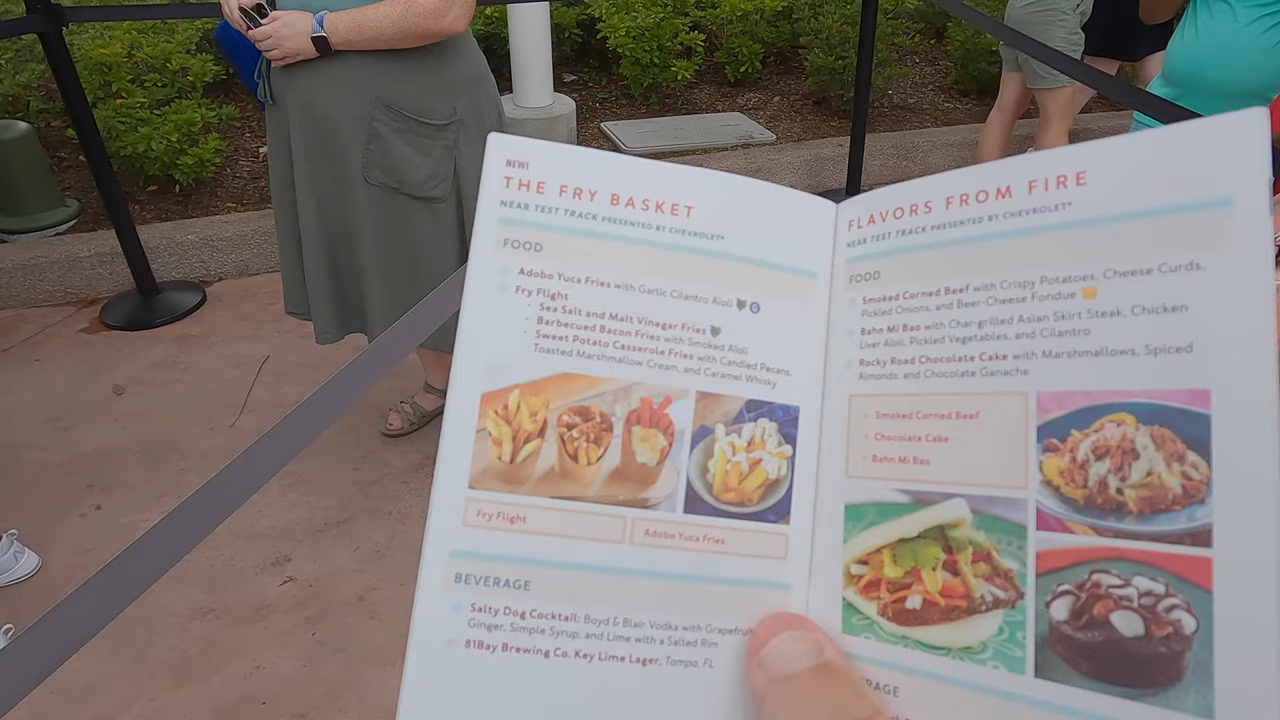 NEW!
THE FRY BASKET
NEAR TEST TRACK PRESENTED BY CHEVROLET®
FOOD
Adobo Yuca Fries with Garlic Cilantro Aioli
Fry Flight
• Sea Salt and Malt Vinegar Fries
• Barbecued Bacon Fries with Smoked Aioli
• Sweet Potato Casserole Fries with Candied Pecans,
Toasted Marshmallow Cream, and Caramel Whisky
Fry Flight
Adobo Yuca Fries
BEVERAGE
Salty Dog Cocktail: Boyd & Blair Vodka with Grapefruit
Ginger, Simple Syrup, and Lime with a Salted Rim
81Bay Brewing Co. Key Lime Lager, Tampa, FL
FLAVORS FROM FIRE
NEAR TEST TRACK PRESENTED BY CHEVROLET®
FOOD
Smoked Corned Beef with Crispy Potatoes, Cheese Curds,
Pickled Onions, and Beer-Cheese Fondue
Bahn Mi Bao with Char-grilled Asian Skirt Steak, Chicken
Liver Aioli, Pickled Vegetables, and Cilantro
Rocky Road Chocolate Cake with Marshmallows, Spiced
Almonds, and Chocolate Ganache
Smoked Corned Beef
Chocolate Cake
Bahn Mi Bao
RAGE